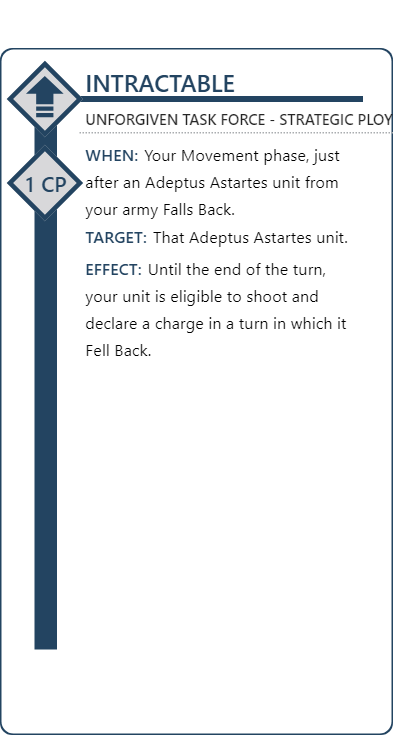 INTRACTABLE
UNFORGIVEN TASK FORCE - STRATEGIC PLOY
WHEN: Your Movement phase, just
1 CP
after an Adeptus Astartes unit from
your army Falls Back.
TARGET: That Adeptus Astartes unit.
EFFECT: Until the end of the turn,
your unit is eligible to shoot and
declare a charge in a turn in which it
Fell Back.